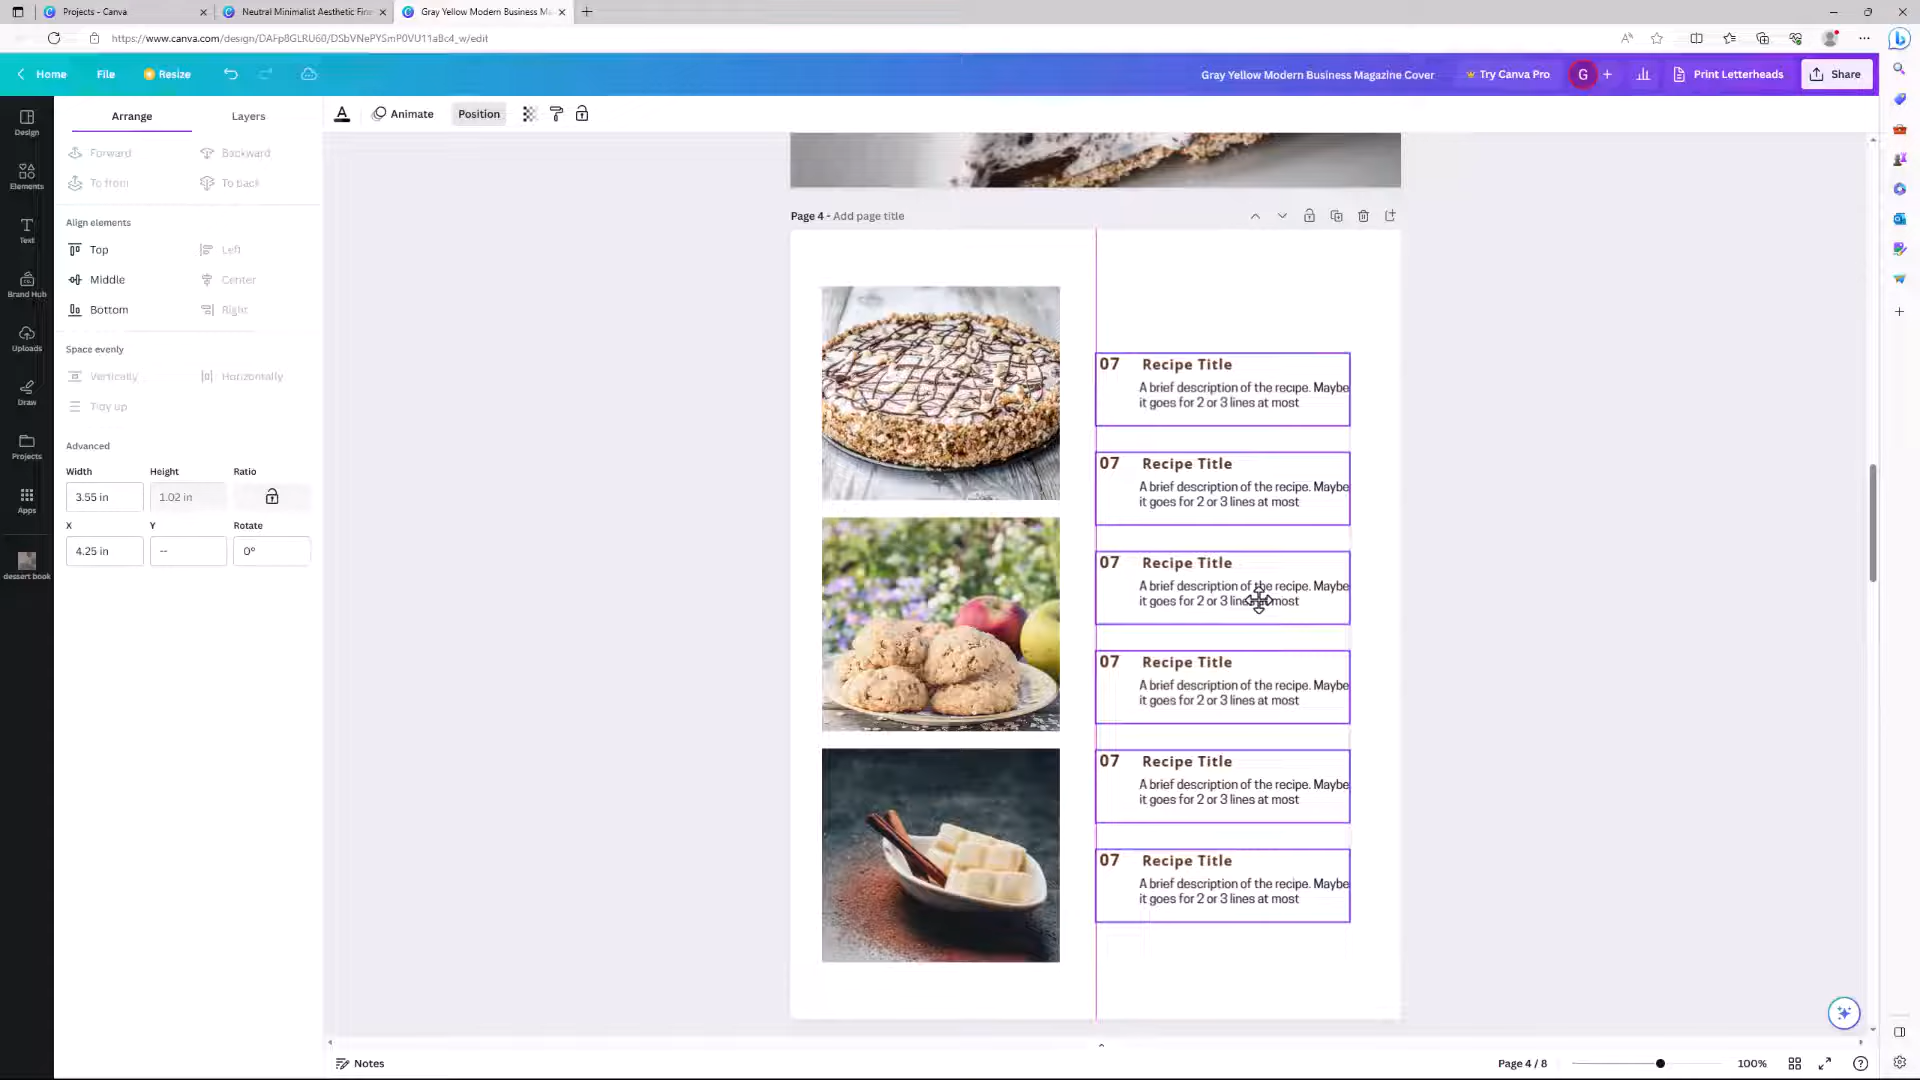 Projects - Canva
Neutral Minimalist Aesthetic Fin
Gray Yellow Modern Business M
https://www.canva.com/design/DAFp8GLRU60/DSbVNePYSmP0VU11aBc4_w/edit
Home
File
Resize
Gray Yellow Modern Business Magazine Cover
Try Canva Pro
G
Print Letterheads
Share
Design
Elements
Text
Brand Hub
Uploads
Draw
Projects
Apps
dessert book
Arrange
Layers
Forward
Backward
To front
To back
Align elements
Top
Left
Middle
Center
Bottom
Right
Space evenly
Vertically
Horizontally
Tidy up
Advanced
Width
Height
Ratio
3.55 in
1.02 in
X
Y
Rotate
4.25 in
--
0°
Animate
Position
Page 4 - Add page title
07 Recipe Title
A brief description of the recipe. Maybe
it goes for 2 or 3 lines at most
07 Recipe Title
A brief description of the recipe. Maybe
it goes for 2 or 3 lines at most
07 Recipe Title
A brief description of the recipe. Maybe
it goes for 2 or 3 lines at most
07 Recipe Title
A brief description of the recipe. Maybe
it goes for 2 or 3 lines at most
07 Recipe Title
A brief description of the recipe. Maybe
it goes for 2 or 3 lines at most
07 Recipe Title
A brief description of the recipe. Maybe
it goes for 2 or 3 lines at most
Notes
Page 4 / 8
100%